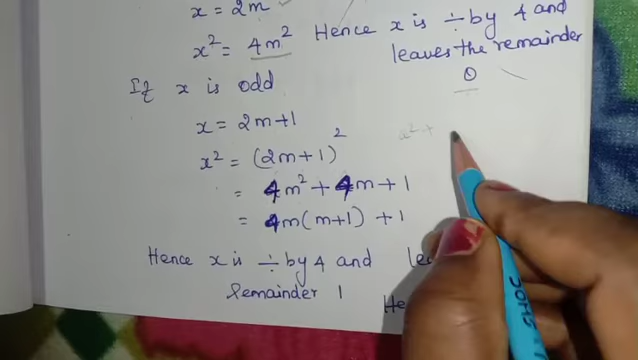 x = 2m
x² = 4m² Hence x is ÷ by 4 and
leaves the remainder
0
If x is odd
x = 2m+1
x² = (2m+1)²
= 4m² + 4m + 1
= 4m(m+1) + 1
Hence x is ÷ by 4 and
remainder 1